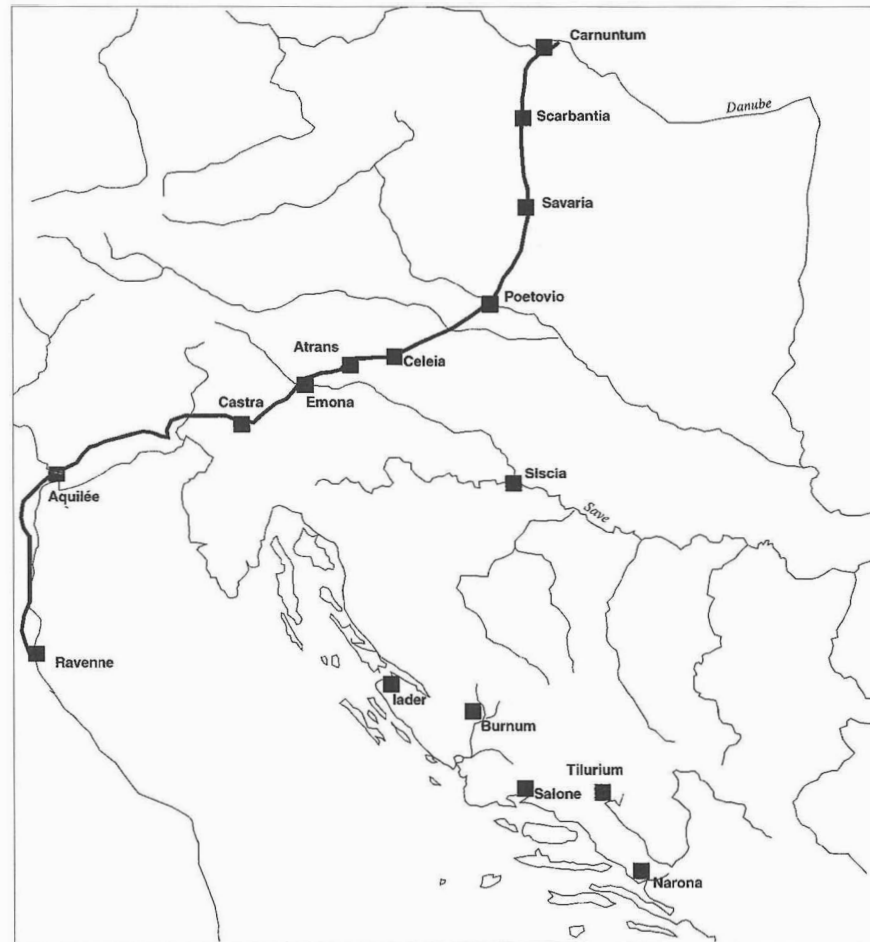 Carnuntum
Danube
Scarbantia
Savaria
Poetovio
Atrans
Celeia
Castra
Emona
Aquilée
SIscia
Save
Ravenne
Iader
Burnum
Tilurium
Salone
Narona